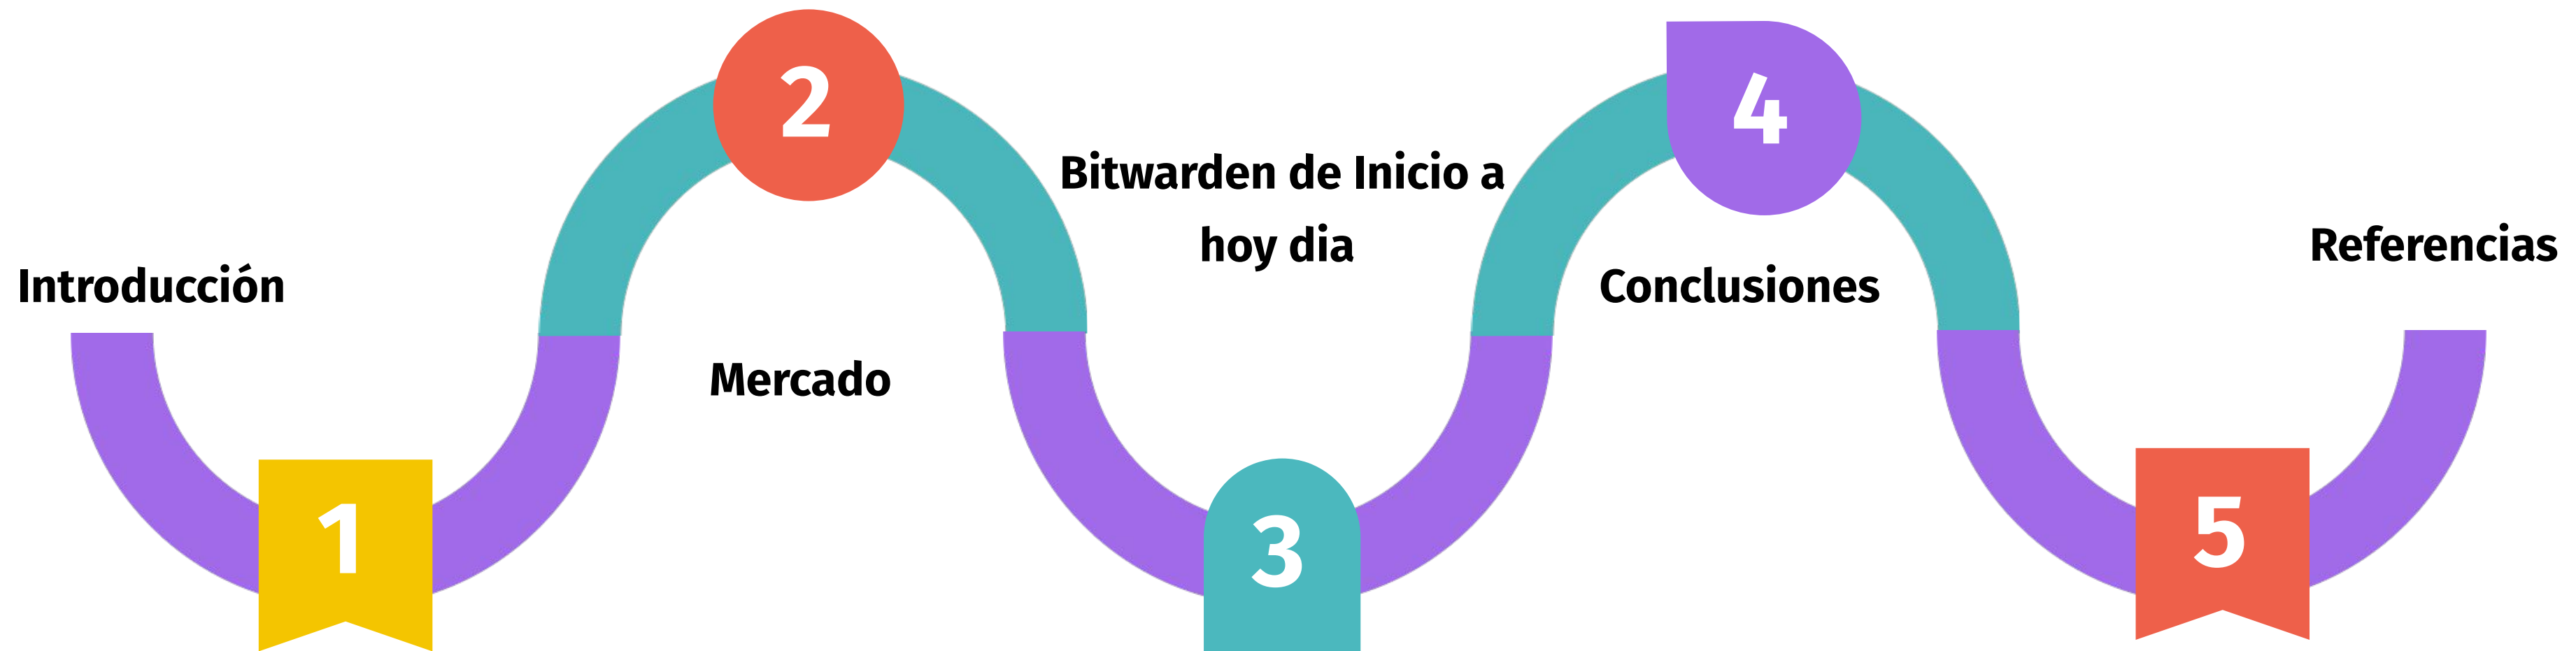 1
Introducción
2
Mercado
3
Bitwarden de Inicio a
hoy dia
4
Conclusiones
5
Referencias